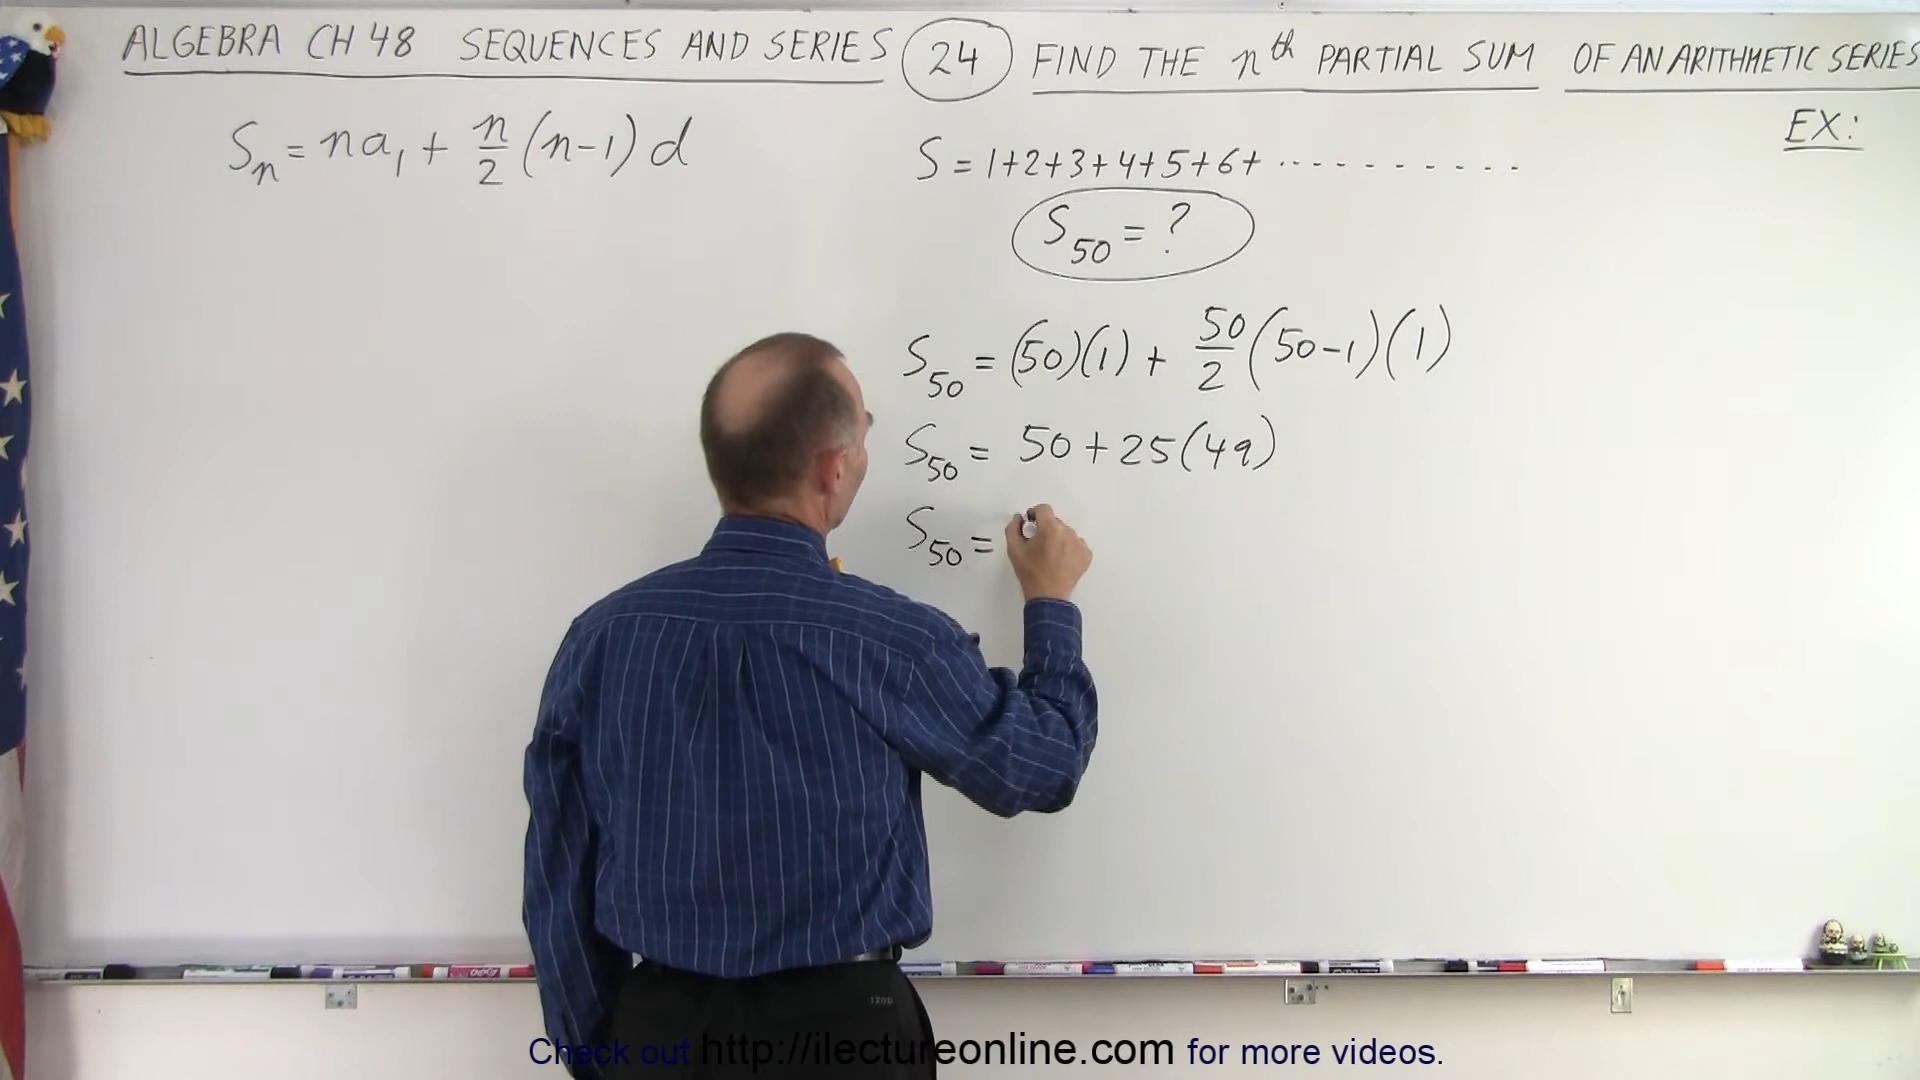 ALGEBRA CH 48 SEQUENCES AND SERIES 24 FIND THE nth PARTIAL SUM OF AN ARITHMETIC SERIES
EX:
Sn = na1 + n/2 (n-1) d
S = 1+2+3+4+5+6+ ----------
S50 = ?
S50 = (50)(1) + 50/2 (50-1)(1)
S50 = 50 + 25(49)
S50 =
IZOD
Check out http://ilectureonline.com for more videos.